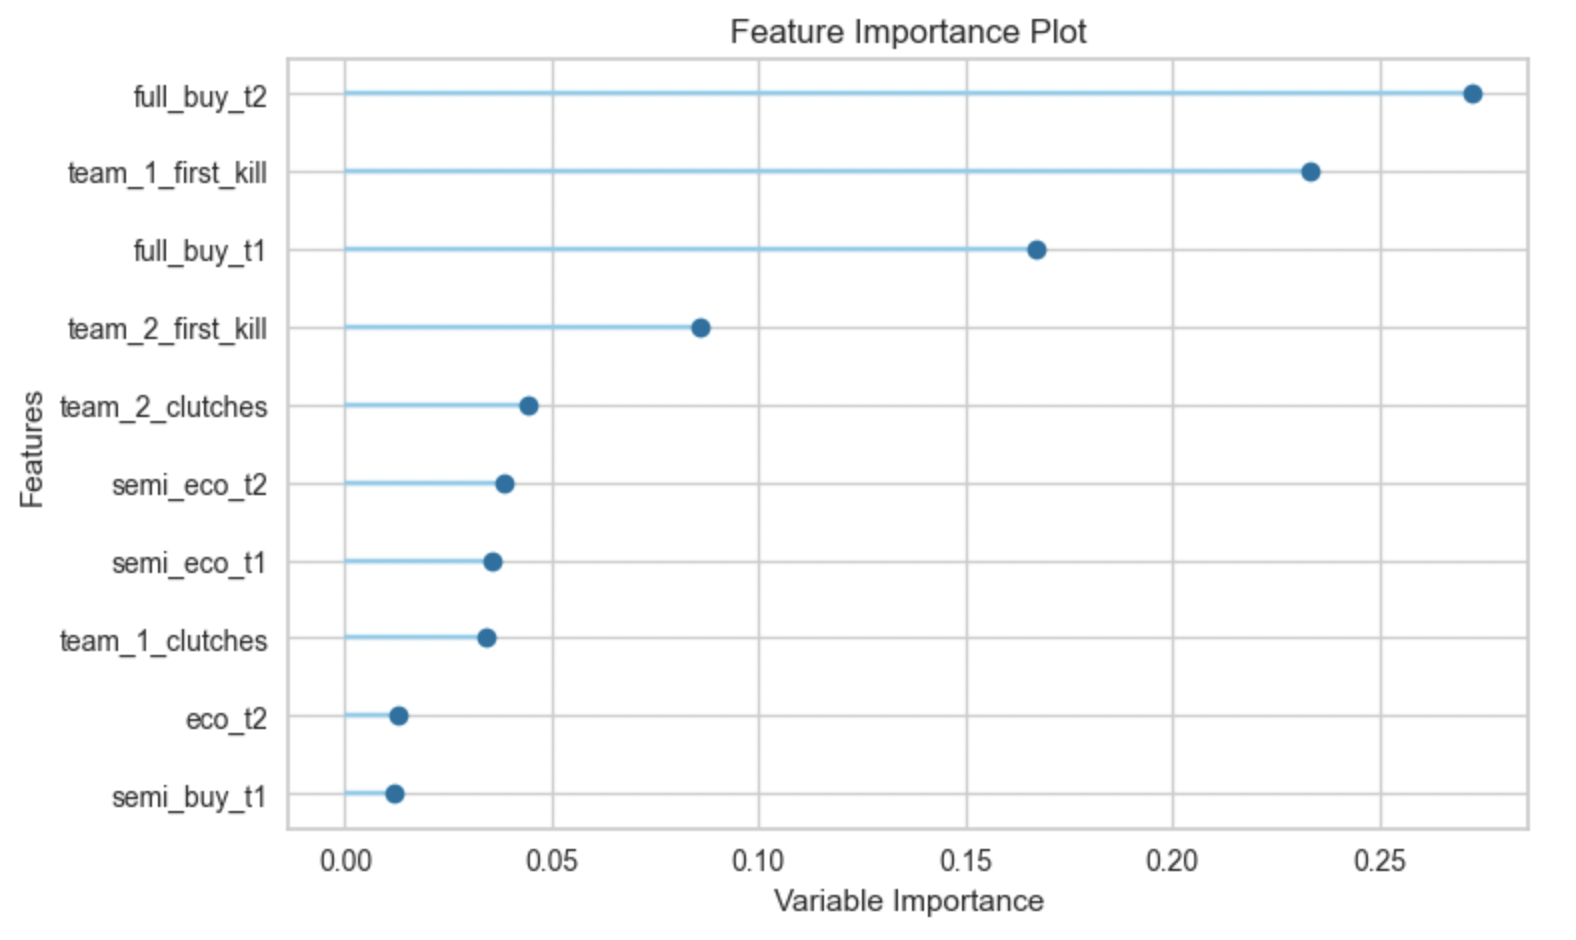 Feature Importance Plot
full_buy_t2
team_1_first_kill
full_buy_t1
team_2_first_kill
team_2_clutches
semi_eco_t2
semi_eco_t1
team_1_clutches
eco_t2
semi_buy_t1
Features
0.00 0.05 0.10 0.15 0.20 0.25
Variable Importance